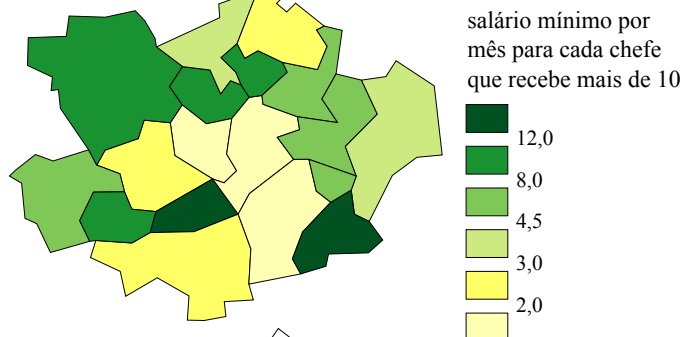 salário mínimo por
mês para cada chefe
que recebe mais de 10
12,0
8,0
4,5
3,0
2,0